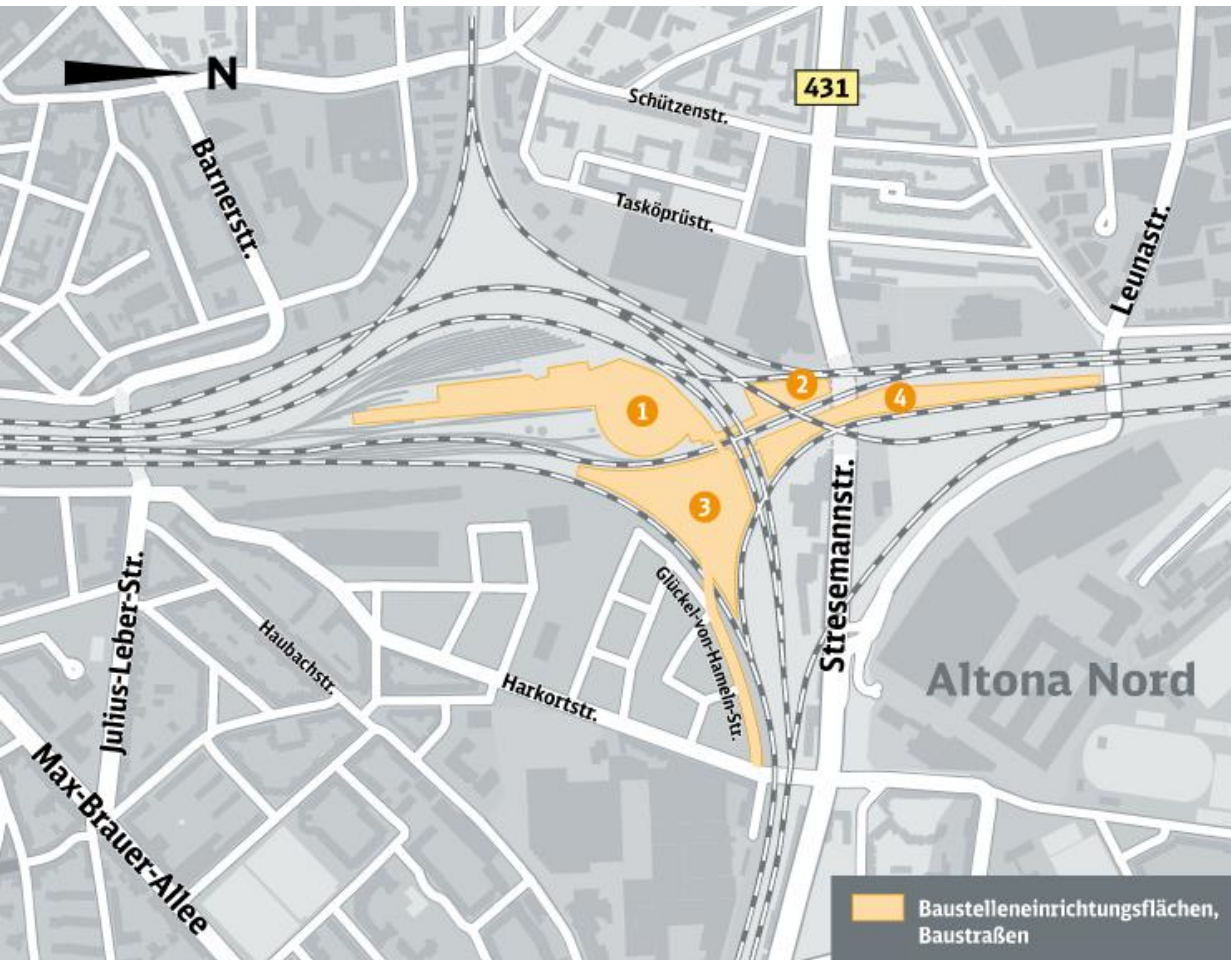 N
431
Schützenstr.
Barnerstr.
Tasköprüstr.
Leunastr.
2
4
1
3
Stresemannstr.
Glückel-von-Hameln-Str.
Julius-Leber-Str.
Haubachstr.
Harkortstr.
Altona Nord
Max-Brauer-Allee
Baustelleneinrichtungsflächen,
Baustraßen